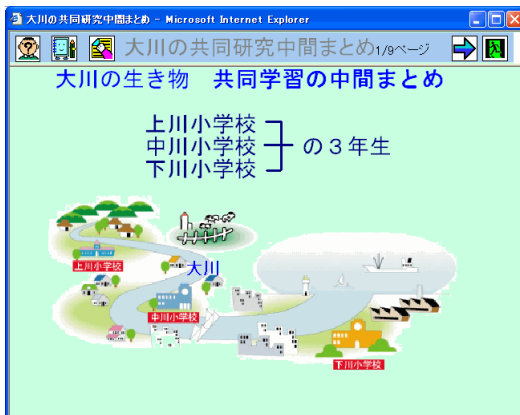 大川の共同研究中間まとめ - Microsoft Internet Explorer
大川の共同研究中間まとめ1/9ページ
大川の生き物　共同学習の中間まとめ
上川小学校
中川小学校
下川小学校
の３年生
上川小学校
大川
中川小学校
下川小学校